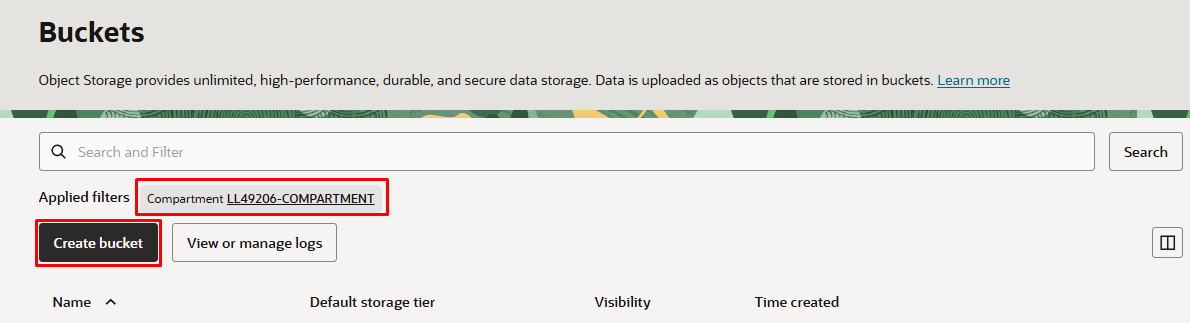 Buckets
Object Storage provides unlimited, high-performance, durable, and secure data storage. Data is uploaded as objects that are stored in buckets. Learn more
Search and Filter
Search
Applied filters Compartment LL49206-COMPARTMENT
Create bucket View or manage logs
Name Default storage tier Visibility Time created